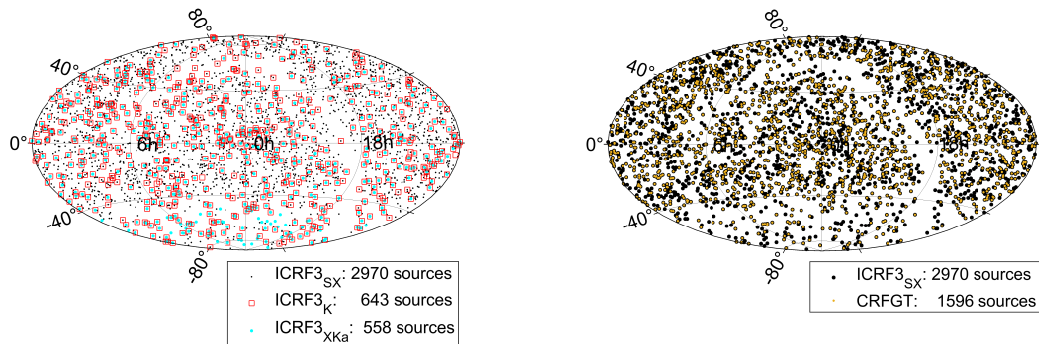 80°
40°
0°
6h
0h
18h
-40°
-80°
ICRF3SX: 2970 sources
ICRF3K: 643 sources
ICRF3XKa: 558 sources
80°
40°
0°
6h
0h
18h
-40°
-80°
ICRF3SX: 2970 sources
CRFGT: 1596 sources